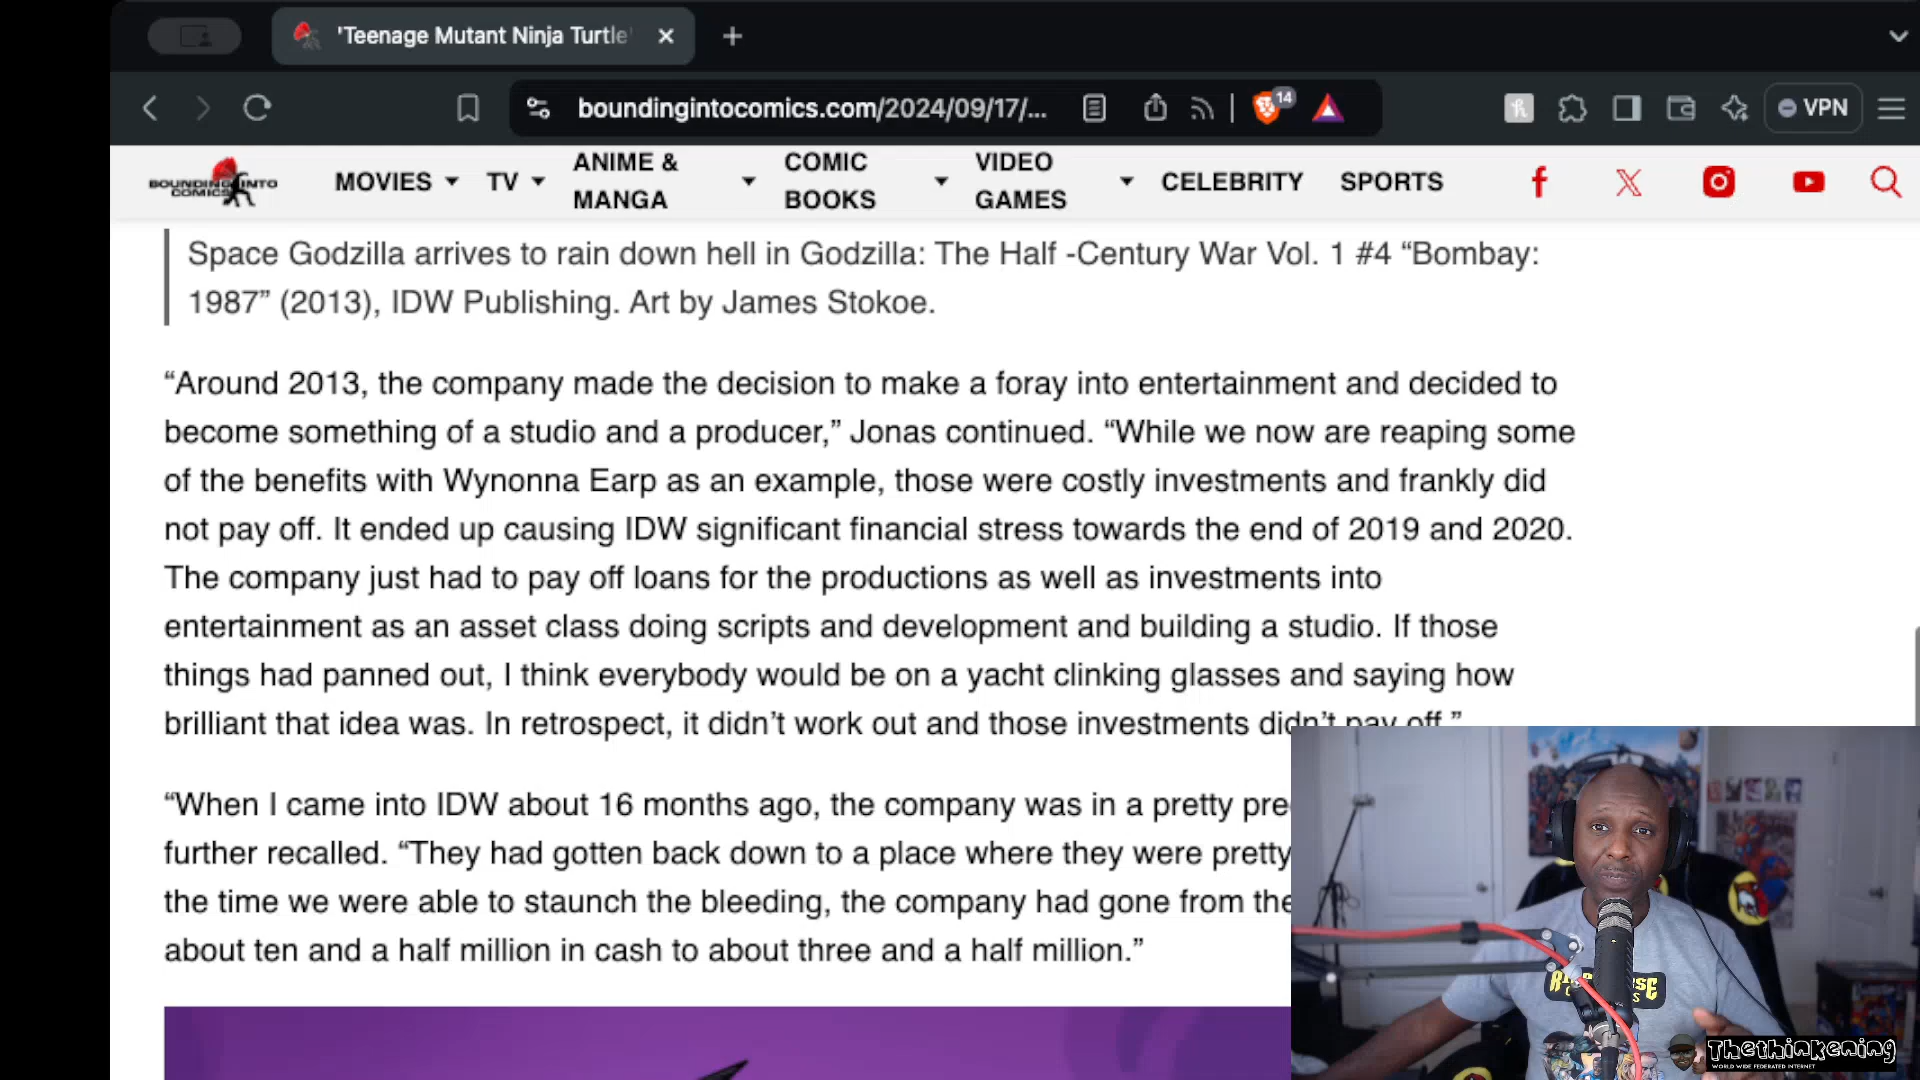 'Teenage Mutant Ninja Turtle'
boundingintocomics.com/2024/09/17/...
14
VPN
BOUNDING INTO
COMICS
MOVIES
TV
ANIME &
MANGA
COMIC
BOOKS
VIDEO
GAMES
CELEBRITY
SPORTS
Space Godzilla arrives to rain down hell in Godzilla: The Half -Century War Vol. 1 #4 “Bombay:
1987” (2013), IDW Publishing. Art by James Stokoe.
“Around 2013, the company made the decision to make a foray into entertainment and decided to
become something of a studio and a producer,” Jonas continued. “While we now are reaping some
of the benefits with Wynonna Earp as an example, those were costly investments and frankly did
not pay off. It ended up causing IDW significant financial stress towards the end of 2019 and 2020.
The company just had to pay off loans for the productions as well as investments into
entertainment as an asset class doing scripts and development and building a studio. If those
things had panned out, I think everybody would be on a yacht clinking glasses and saying how
brilliant that idea was. In retrospect, it didn’t work out and those investments didn’t pay off.”
“When I came into IDW about 16 months ago, the company was in a pretty
further recalled. “They had gotten back down to a place where they were pretty
the time we were able to staunch the bleeding, the company had gone from the
about ten and a half million in cash to about three and a half million.”
Thethinkening
WORLD WIDE FEDERATED INTERNET